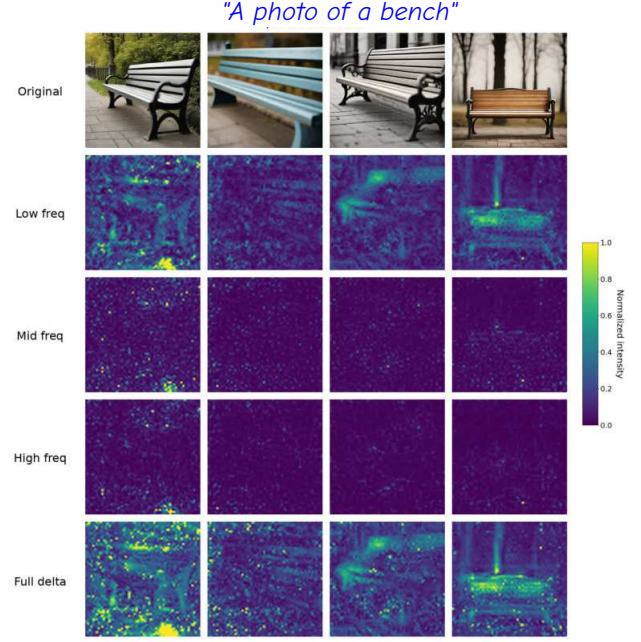 "A photo of a bench"
Original
Low freq
Mid freq
High freq
Full delta
1.0
0.8
0.6
0.4
0.2
0.0
Normalized intensity